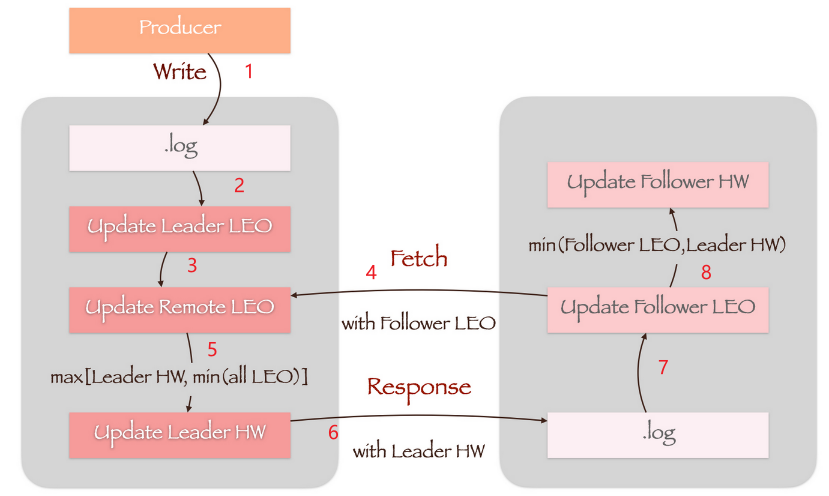 Producer
Write 1
.log
2
Update Leader LEO
3
Update Remote LEO
5
max[Leader HW, min(all LEO)]
Update Leader HW
Fetch
4
with Follower LEO
Response
6
with Leader HW
Update Follower HW
min(Follower LEO,Leader HW)
8
Update Follower LEO
7
.log